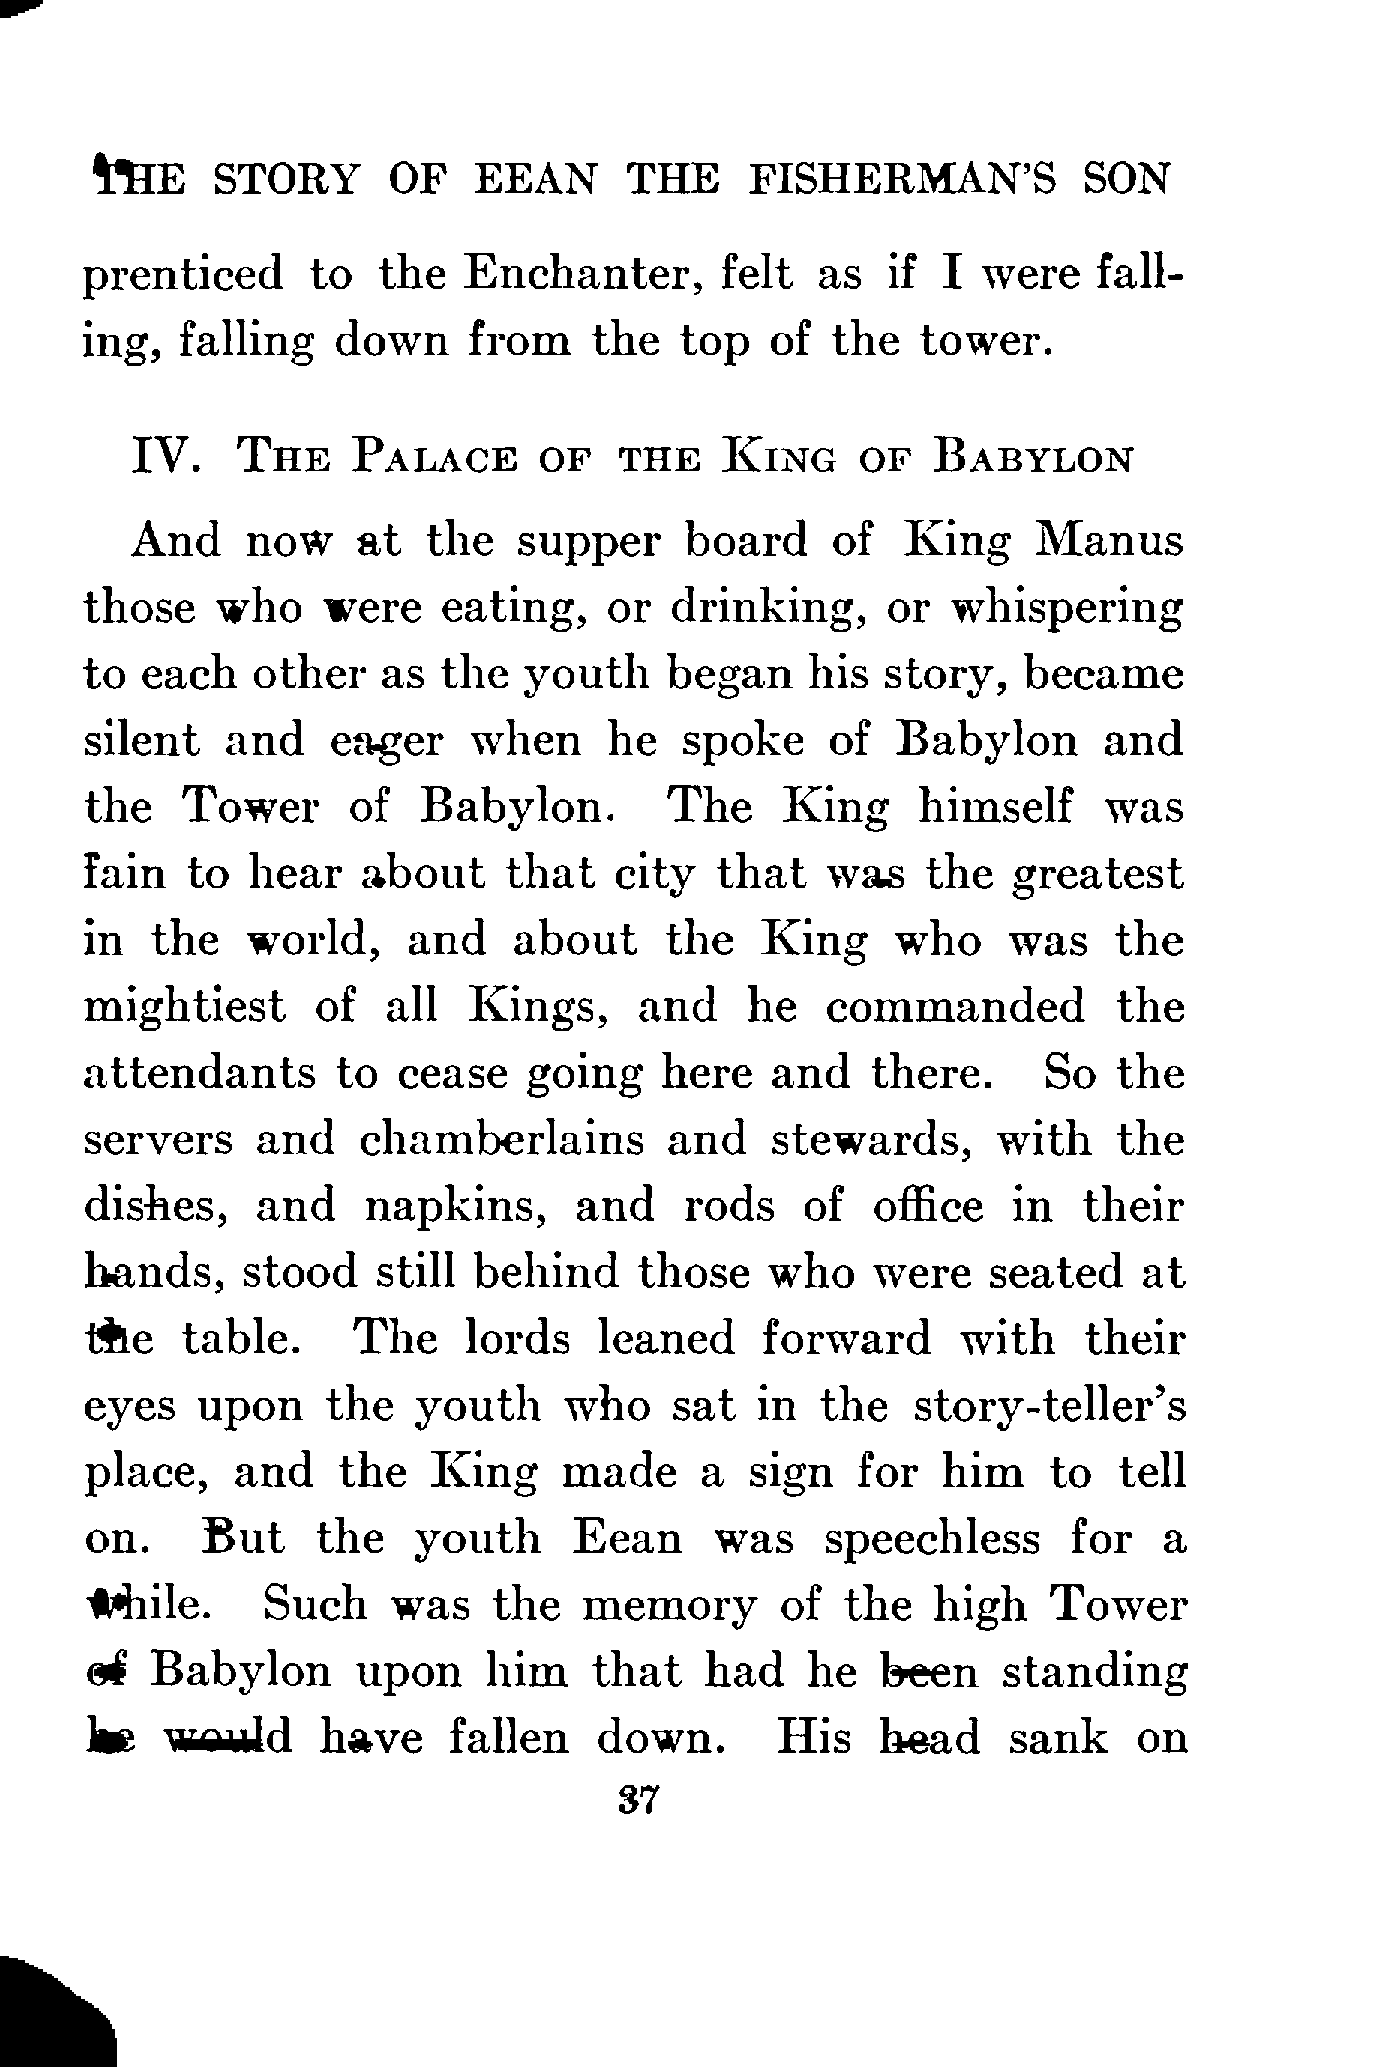 THE STORY OF EEAN THE FISHERMAN'S SON
prenticed to the Enchanter, felt as if I were fall-
ing, falling down from the top of the tower.
IV. The Palace of the King of Babylon
And now at the supper board of King Manus
those who were eating, or drinking, or whispering
to each other as the youth began his story, became
silent and eager when he spoke of Babylon and
the Tower of Babylon. The King himself was
fain to hear about that city that was the greatest
in the world, and about the King who was the
mightiest of all Kings, and he commanded the
attendants to cease going here and there. So the
servers and chamberlains and stewards, with the
dishes, and napkins, and rods of office in their
hands, stood still behind those who were seated at
the table. The lords leaned forward with their
eyes upon the youth who sat in the story-teller's
place, and the King made a sign for him to tell
on. But the youth Eean was speechless for a
while. Such was the memory of the high Tower
of Babylon upon him that had he been standing
he would have fallen down. His head sank on
37